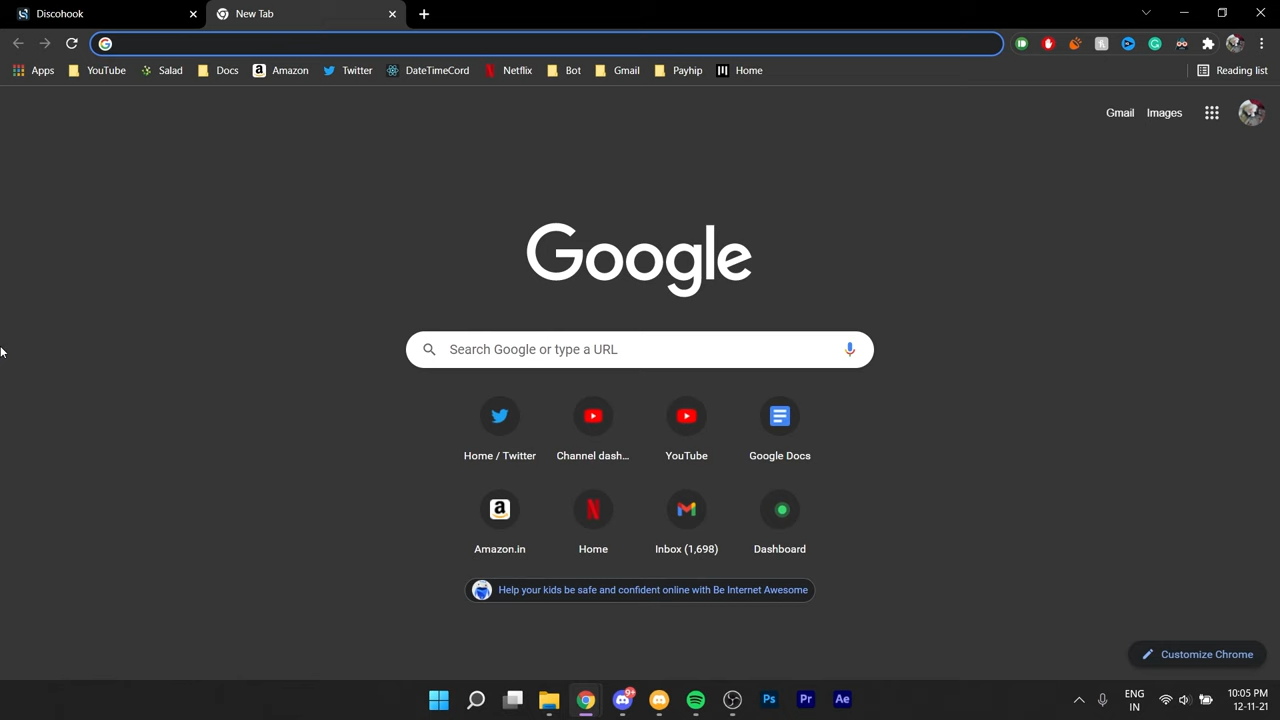 Discohook
New Tab
Apps YouTube Salad Docs Amazon Twitter DateTimeCord Netflix Bot Gmail Payhip Home Reading list
Gmail Images
Google
Search Google or type a URL
Home / Twitter Channel dash... YouTube Google Docs
Amazon.in Home Inbox (1,698) Dashboard
Help your kids be safe and confident online with Be Internet Awesome
Customize Chrome
9+
Ps Pr Ae
ENG
IN
10:05 PM
12-11-21